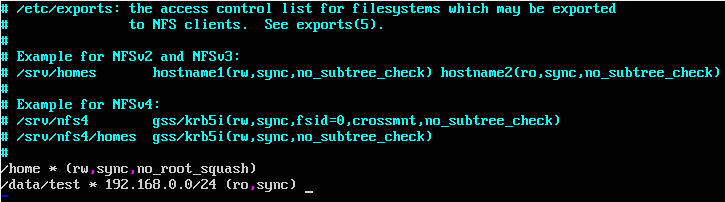 # /etc/exports: the access control list for filesystems which may be exported
#               to NFS clients.  See exports(5).
#
# Example for NFSv2 and NFSv3:
# /srv/homes       hostname1(rw,sync,no_subtree_check) hostname2(ro,sync,no_subtree_check)
#
# Example for NFSv4:
# /srv/nfs4        gss/krb5i(rw,sync,fsid=0,crossmnt,no_subtree_check)
# /srv/nfs4/homes  gss/krb5i(rw,sync,no_subtree_check)
#
/home * (rw,sync,no_root_squash)
/data/test * 192.168.0.0/24 (ro,sync) _
~